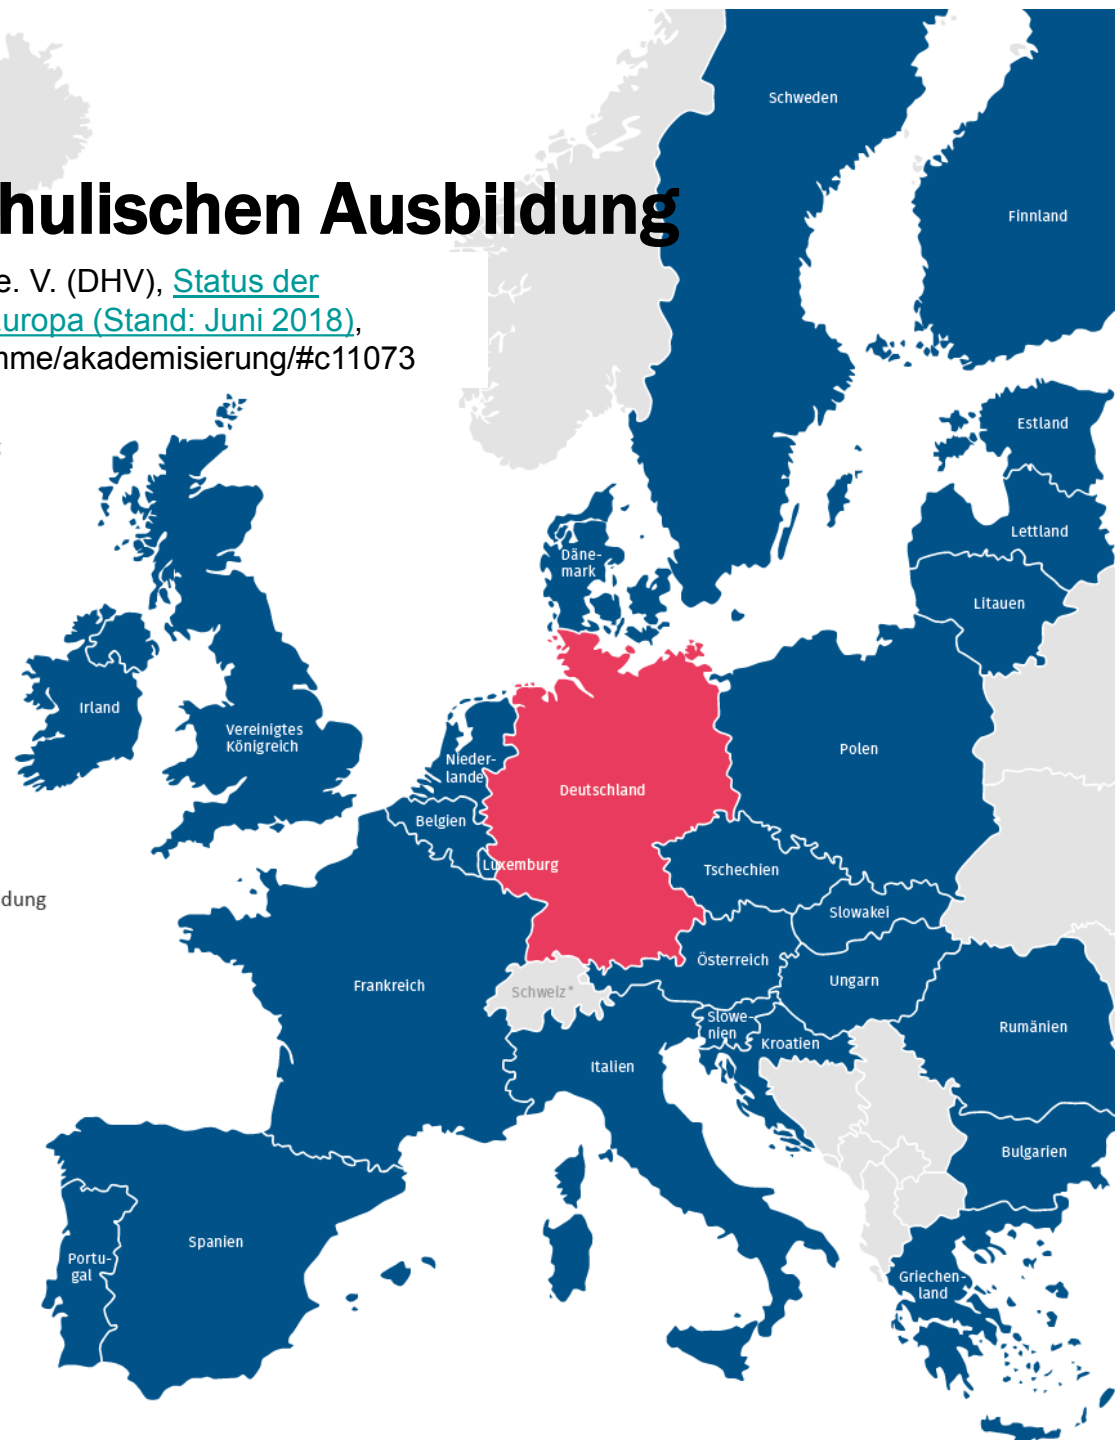 Schweden
hulischen Ausbildung
Finnland
e. V. (DHV), Status der
uropa (Stand: Juni 2018),
me/akademisierung/#c11073
Estland
Lettland
Däne-
mark
Litauen
Irland
Vereinigtes
Königreich
Nieder-
lande
Polen
Deutschland
Belgien
Luxemburg
Tschechien
dung
Slowakei
Österreich
Ungarn
Frankreich
Schweiz*
Slowe-
nien
Kroatien
Rumänien
Italien
Bulgarien
Spanien
Portu-
gal
Griechen-
land